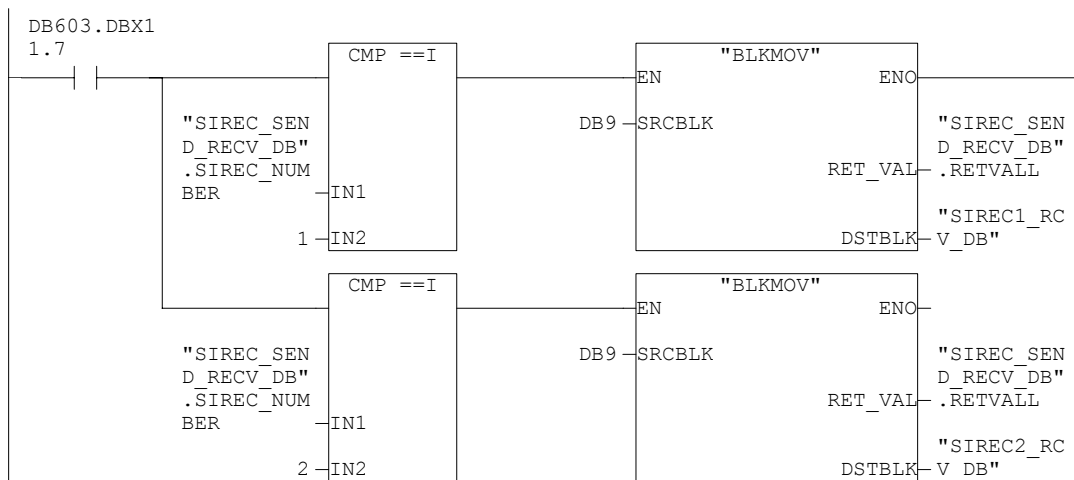 DB603.DBX1
1.7
CMP ==I
"BLKMOV"
EN
ENO
"SIREC_SEN
D_RECV_DB"
.SIREC_NUM
BER
IN1
1
IN2
DB9
SRCBLK
"SIREC_SEN
D_RECV_DB"
RET_VAL
.RETVALL
"SIREC1_RC
DSTBLK
V_DB"
CMP ==I
"BLKMOV"
EN
ENO
"SIREC_SEN
D_RECV_DB"
.SIREC_NUM
BER
IN1
2
IN2
DB9
SRCBLK
"SIREC_SEN
D_RECV_DB"
RET_VAL
.RETVALL
"SIREC2_RC
DSTBLK
V_DB"